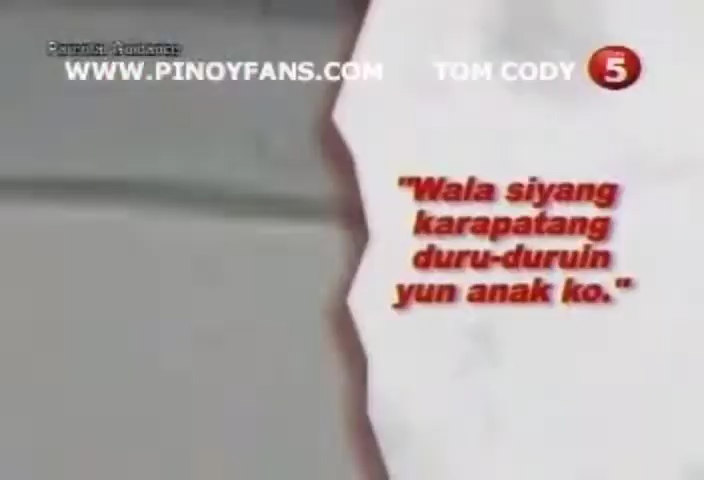 Parental Guidance
WWW.PINOYFANS.COM TOM CODY 5
"Wala siyang
karapatang
duru-duruin
yun anak ko."